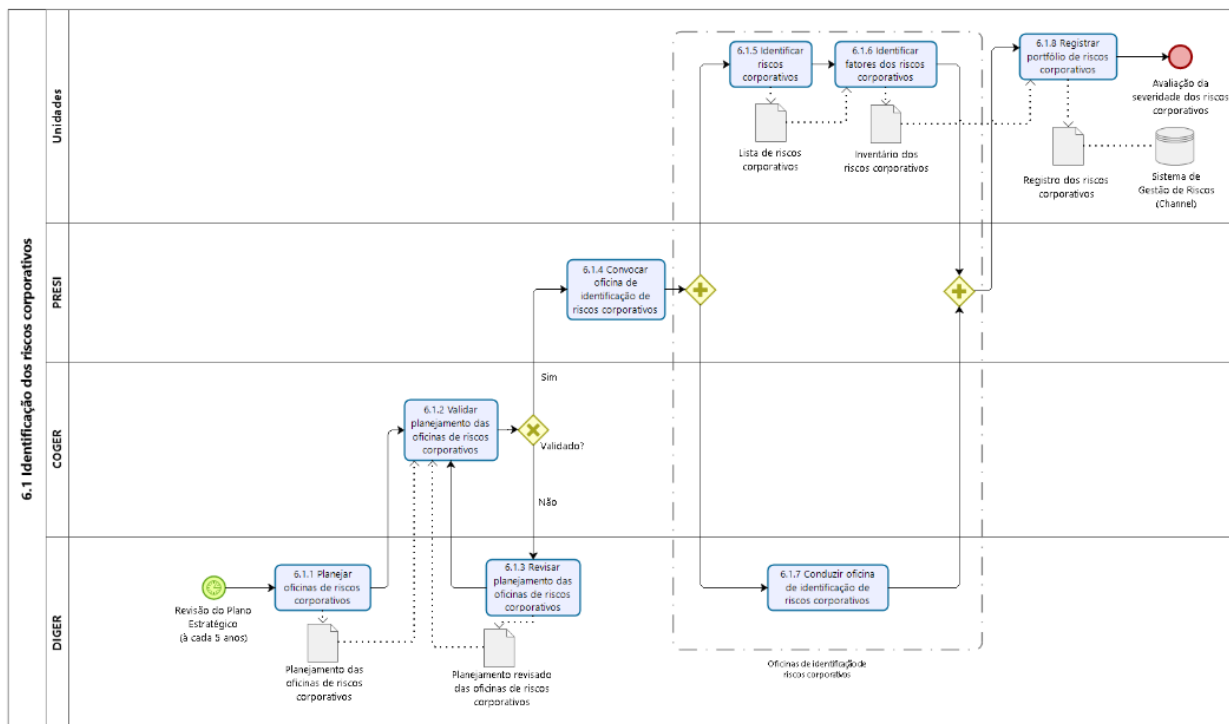 6.1 Identificação dos riscos corporativos
Unidades
6.1.5 Identificar
riscos
corporativos
6.1.6 Identificar
fatores dos riscos
corporativos
Lista de riscos
corporativos
Inventário dos
riscos corporativos
6.1.8 Registrar
portfólio de riscos
corporativos
Avaliação da
severidade dos riscos
corporativos
Registro dos riscos
corporativos
Sistema de
Gestão de Riscos
(Channel)
PRESI
6.1.4 Convocar
oficina de
identificação de
riscos corporativos
COGER
6.1.2 Validar
planejamento das
oficinas de riscos
corporativos
Sim
Validado?
Não
DIGER
Revisão do Plano
Estratégico
(à cada 5 anos)
6.1.1 Planejar
oficinas de riscos
corporativos
Planejamento das
oficinas de riscos
corporativos
6.1.3 Revisar
planejamento das
oficinas de riscos
corporativos
Planejamento revisado
das oficinas de riscos
corporativos
6.1.7 Conduzir oficina
de identificação de
riscos corporativos
Oficinas de identificação de
riscos corporativos